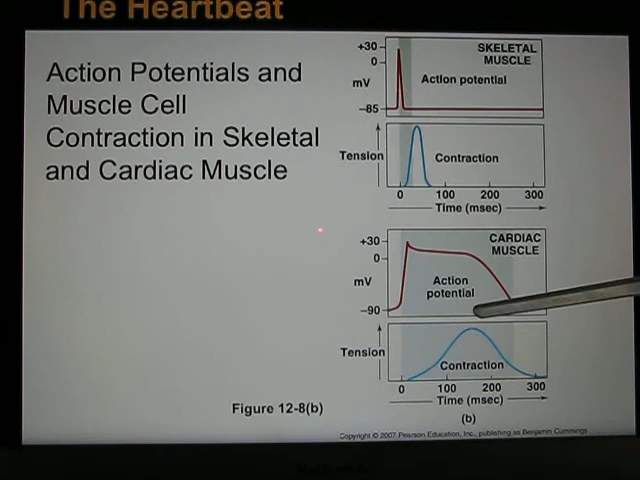 The Heartbeat
Action Potentials and
Muscle Cell
Contraction in Skeletal
and Cardiac Muscle
+30
0
mV
−85
SKELETAL
MUSCLE
Action potential
Tension
Contraction
0 100 200 300
Time (msec)
+30
0
mV
−90
CARDIAC
MUSCLE
Action
potential
Tension
Contraction
0 100 200 300
Time (msec)
(b)
Figure 12-8(b)
Copyright © 2007 Pearson Education, Inc., publishing as Benjamin Cummings